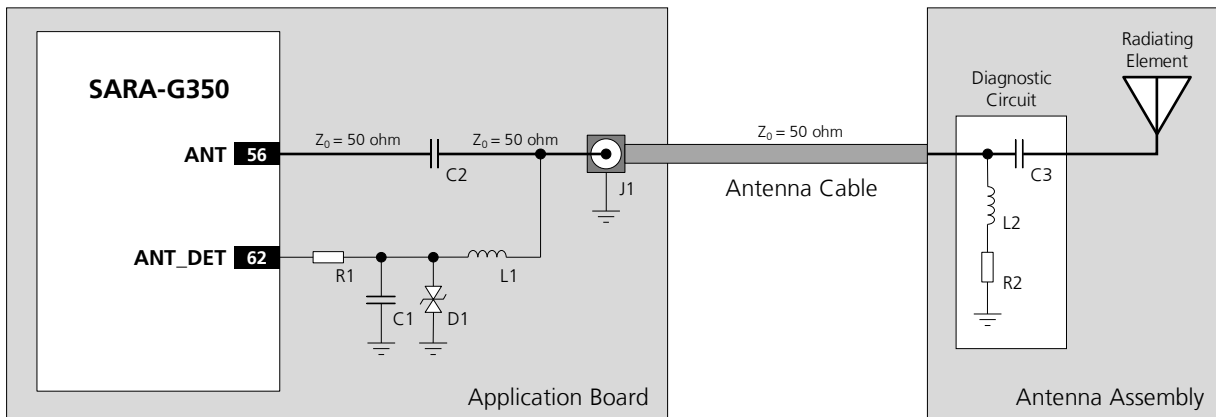 SARA-G350
ANT 56
Z₀ = 50 ohm
C2
Z₀ = 50 ohm
J1
Z₀ = 50 ohm
Antenna Cable
ANT_DET 62
R1
C1
D1
L1
Application Board
Radiating
Element
Diagnostic
Circuit
C3
L2
R2
Antenna Assembly